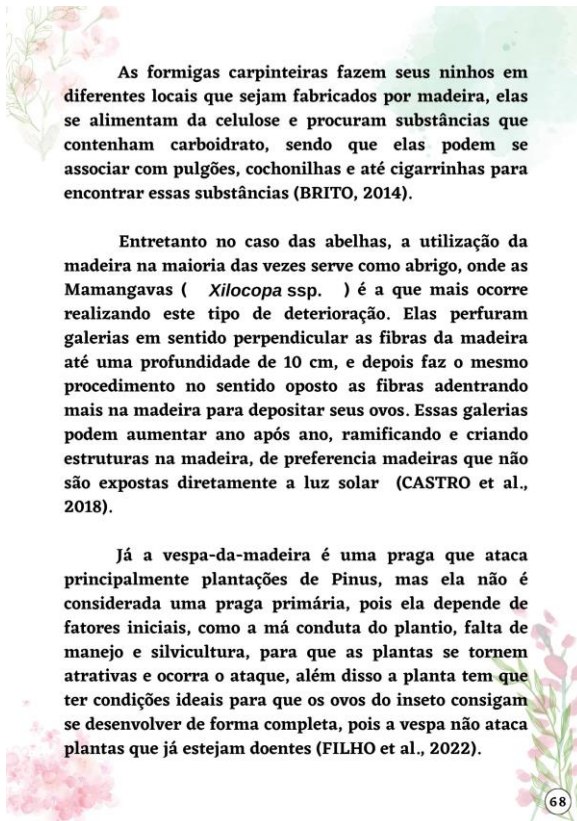 As formigas carpinteiras fazem seus ninhos em
diferentes locais que sejam fabricados por madeira, elas
se alimentam da celulose e procuram substâncias que
contenham carboidrato, sendo que elas podem se
associar com pulgões, cochonilhas e até cigarrinhas para
encontrar essas substâncias (BRITO, 2014).
Entretanto no caso das abelhas, a utilização da
madeira na maioria das vezes serve como abrigo, onde as
Mamangavas ( Xilocopa ssp. ) é a que mais ocorre
realizando este tipo de deterioração. Elas perfuram
galerias em sentido perpendicular as fibras da madeira
até uma profundidade de 10 cm, e depois faz o mesmo
procedimento no sentido oposto as fibras adentrando
mais na madeira para depositar seus ovos. Essas galerias
podem aumentar ano após ano, ramificando e criando
estruturas na madeira, de preferencia madeiras que não
são expostas diretamente a luz solar (CASTRO et al.,
2018).
Já a vespa-da-madeira é uma praga que ataca
principalmente plantações de Pinus, mas ela não é
considerada uma praga primária, pois ela depende de
fatores iniciais, como a má conduta do plantio, falta de
manejo e silvicultura, para que as plantas se tornem
atrativas e ocorra o ataque, além disso a planta tem que
ter condições ideais para que os ovos do inseto consigam
se desenvolver de forma completa, pois a vespa não ataca
plantas que já estejam doentes (FILHO et al., 2022).
68